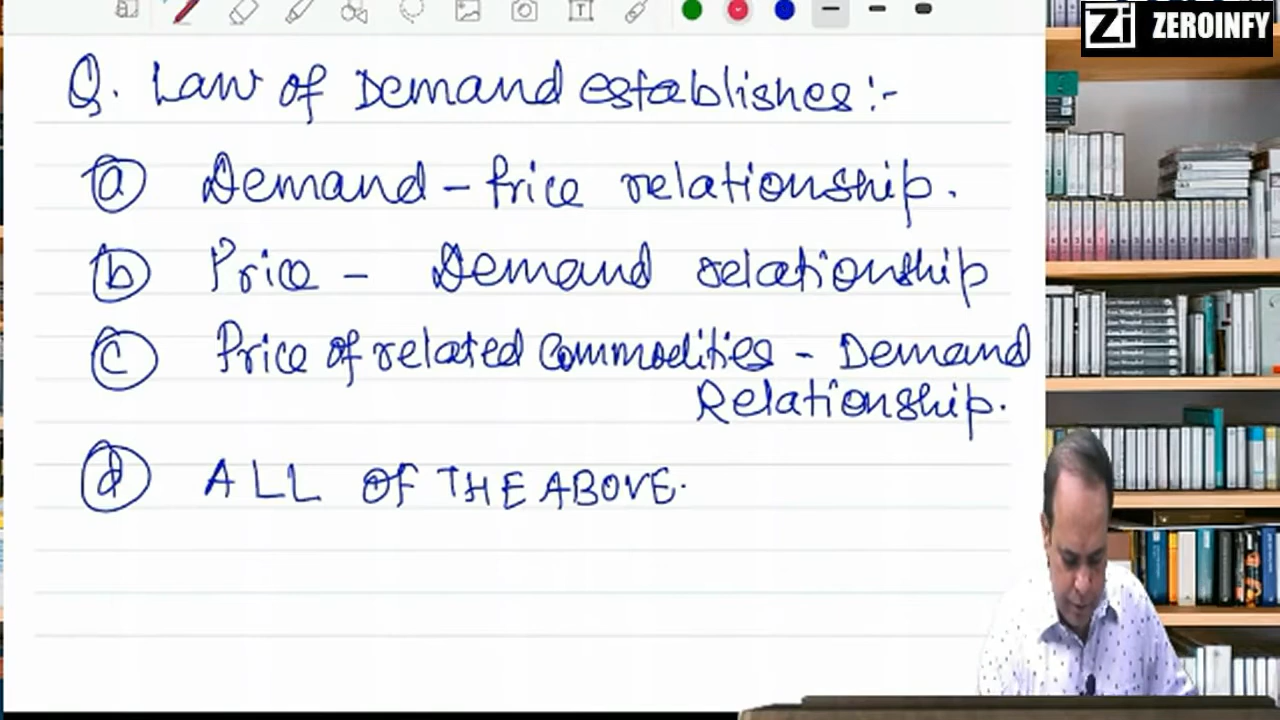 Zi ZEROINFY
Q. Law of Demand establishes:-
(a) Demand - Price relationship.
(b) Price - Demand relationship
(c) Price of related Commodities - Demand
Relationship.
(d) ALL OF THE ABOVE.